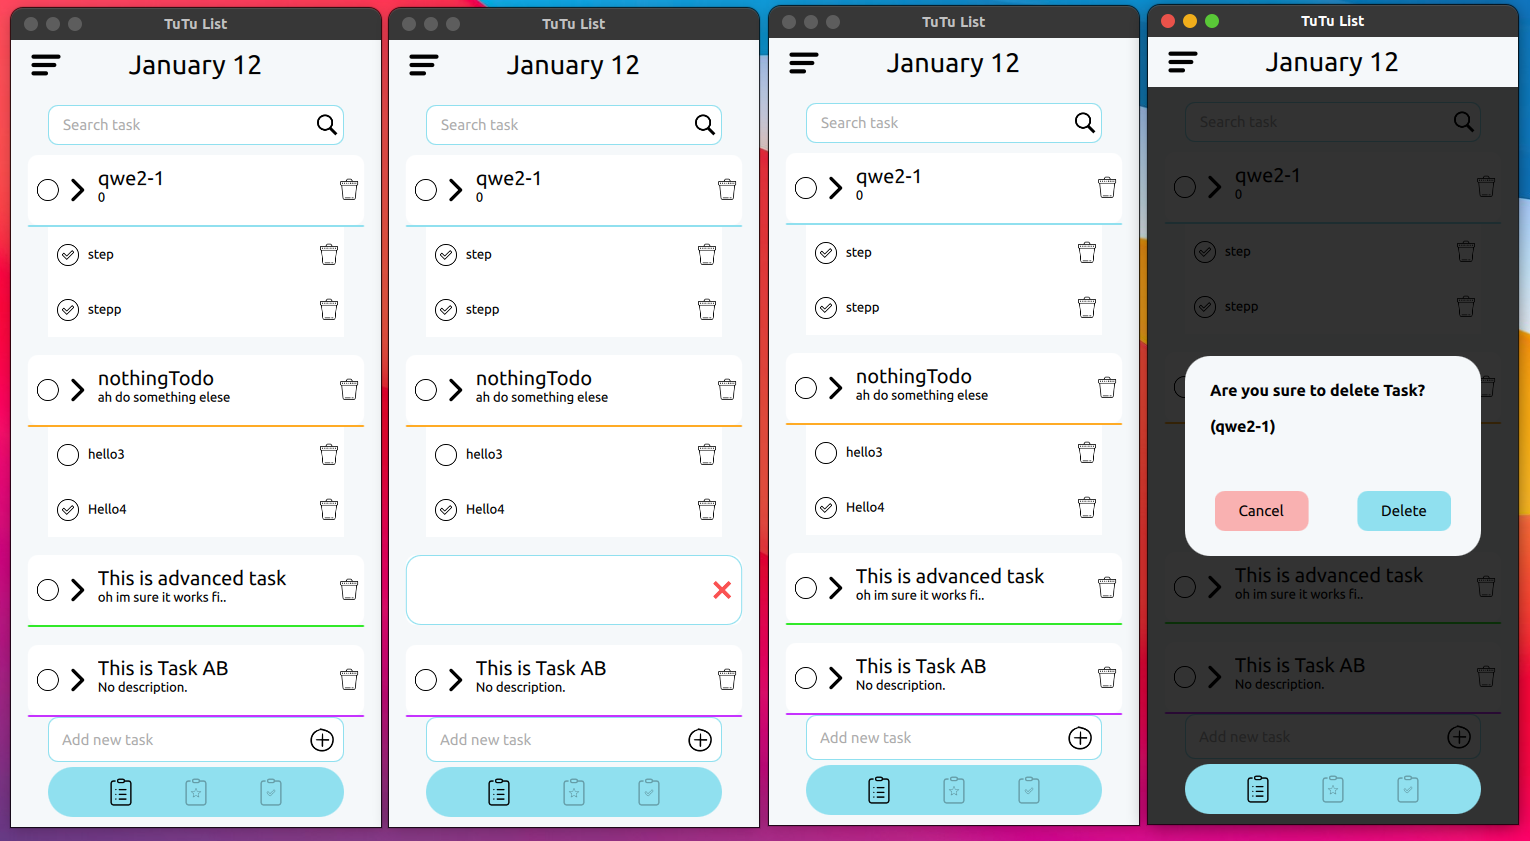 TuTu List
January 12
Search task
qwe2-1
0
step
stepp
nothingTodo
ah do something elese
hello3
Hello4
This is advanced task
oh im sure it works fi..
This is Task AB
No description.
Add new task
TuTu List
January 12
Search task
qwe2-1
0
step
stepp
nothingTodo
ah do something elese
hello3
Hello4
This is Task AB
No description.
Add new task
TuTu List
January 12
Search task
qwe2-1
0
step
stepp
nothingTodo
ah do something elese
hello3
Hello4
This is advanced task
oh im sure it works fi..
This is Task AB
No description.
Add new task
TuTu List
January 12
Search task
qwe2-1
0
step
stepp
Are you sure to delete Task?
(qwe2-1)
Cancel
Delete
This is advanced task
oh im sure it works fi..
This is Task AB
No description.
Add new task